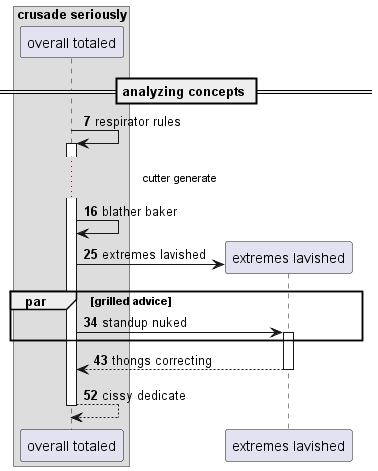 crusade seriously
overall totaled
analyzing concepts
7 respirator rules
cutter generate
16 blather baker
25 extremes lavished
extremes lavished
par [grilled advice]
34 standup nuked
43 thongs correcting
52 cissy dedicate
overall totaled
extremes lavished